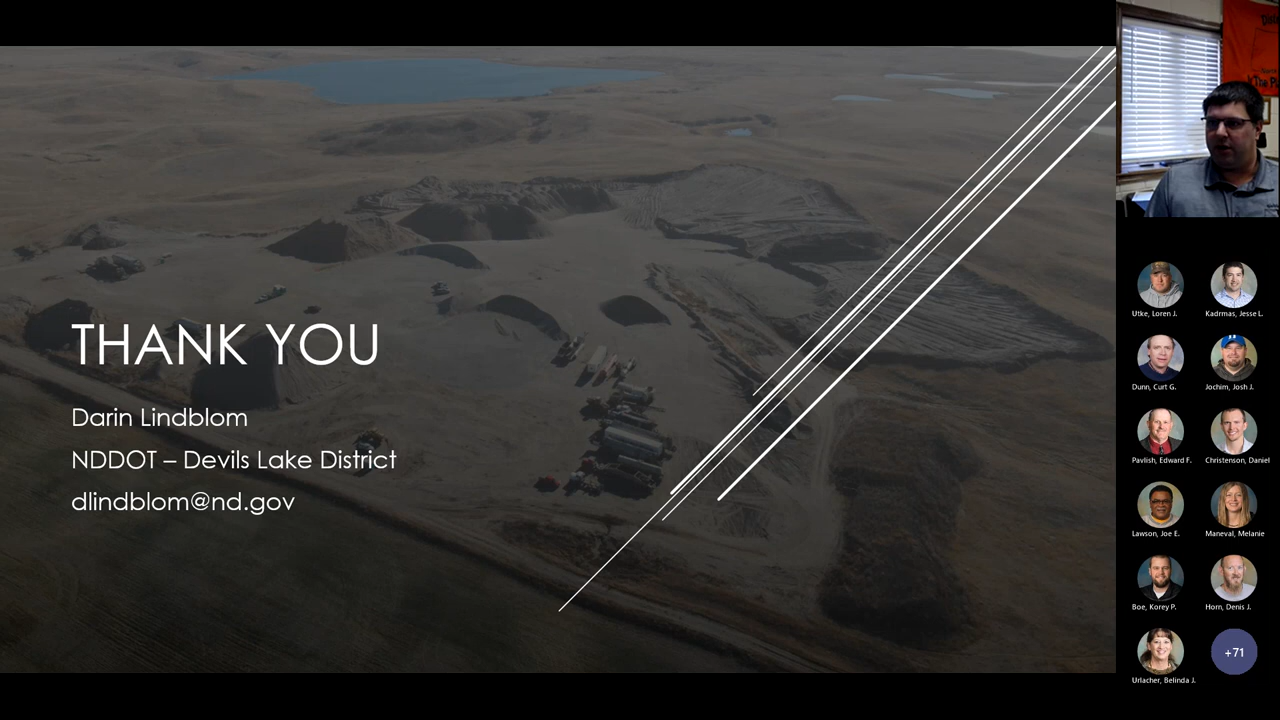 THANK YOU
Darin Lindblom
NDDOT – Devils Lake District
dlindblom@nd.gov
Utke, Loren J.
Kadrmas, Jesse L.
Dunn, Curt G.
Jochim, Josh J.
Pavlish, Edward F.
Christenson, Daniel
Lawson, Joe E.
Maneval, Melanie
Boe, Korey P.
Horn, Denis J.
Urlacher, Belinda J.
+71